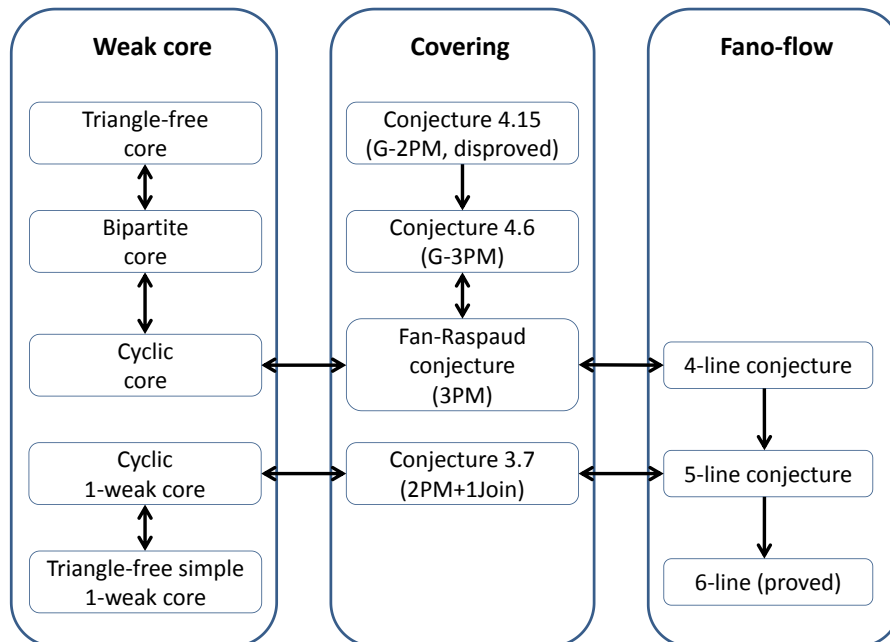 Weak core
Triangle-free
core
Bipartite
core
Cyclic
core
Cyclic
1-weak core
Triangle-free simple
1-weak core
Covering
Conjecture 4.15
(G-2PM, disproved)
Conjecture 4.6
(G-3PM)
Fan-Raspaud
conjecture
(3PM)
Conjecture 3.7
(2PM+1Join)
Fano-flow
4-line conjecture
5-line conjecture
6-line (proved)